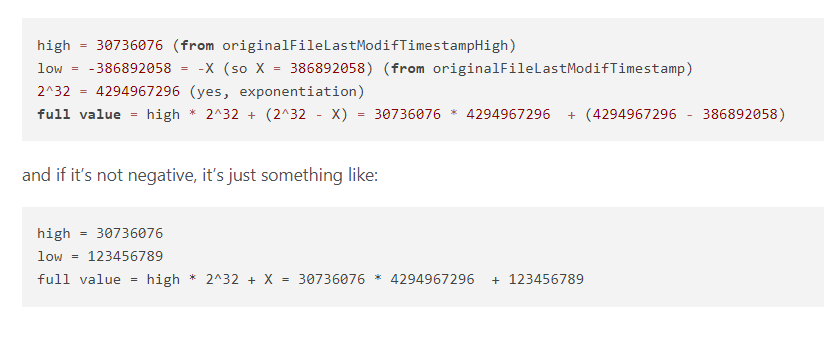 high = 30736076 (from originalFileLastModifTimestampHigh)
low = -386892058 = -X (so X = 386892058) (from originalFileLastModifTimestamp)
2^32 = 4294967296 (yes, exponentiation)
full value = high * 2^32 + (2^32 - X) = 30736076 * 4294967296  + (4294967296 - 386892058)
and if it’s not negative, it’s just something like:
high = 30736076
low = 123456789
full value = high * 2^32 + X = 30736076 * 4294967296  + 123456789